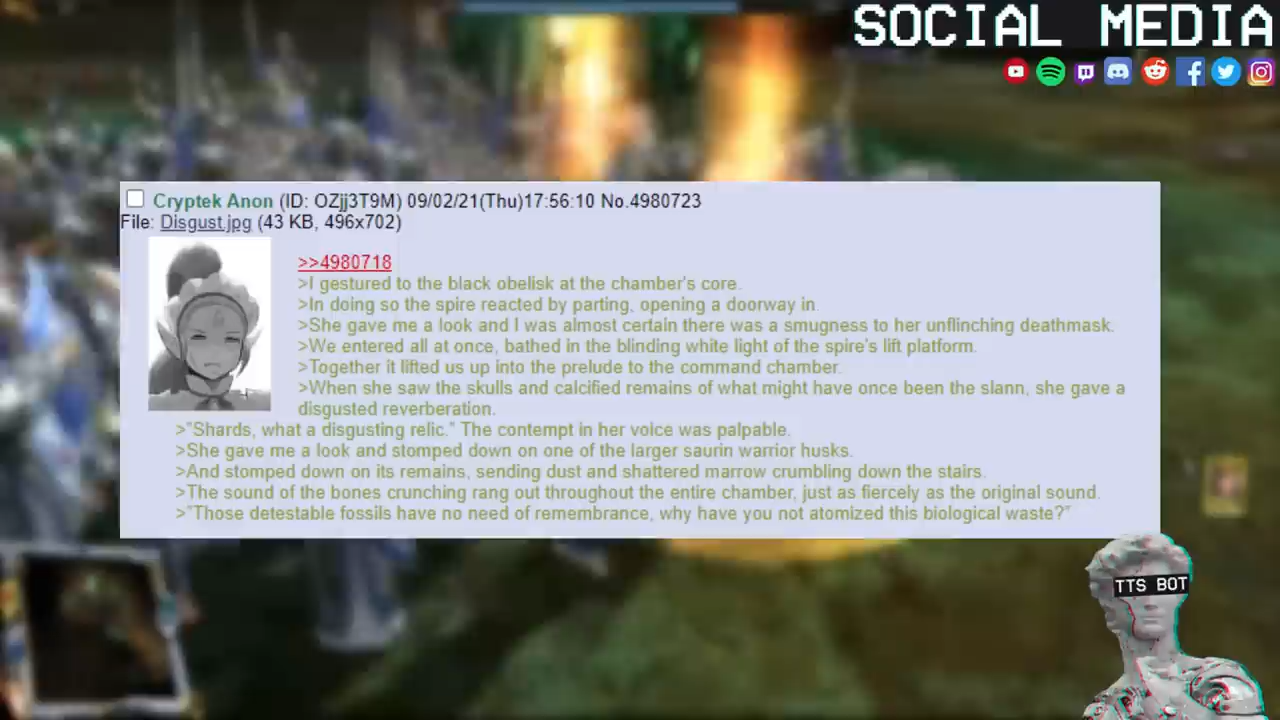 SOCIAL MEDIA
Cryptek Anon (ID: OZjj3T9M) 09/02/21(Thu)17:56:10 No.4980723
File: Disgust.jpg (43 KB, 496x702)
>>4980718
>I gestured to the black obelisk at the chamber's core.
>In doing so the spire reacted by parting, opening a doorway in.
>She gave me a look and I was almost certain there was a smugness to her unflinching deathmask.
>We entered all at once, bathed in the blinding white light of the spire's lift platform.
>Together it lifted us up into the prelude to the command chamber.
>When she saw the skulls and calcified remains of what might have once been the slann, she gave a
disgusted reverberation.
>"Shards, what a disgusting relic." The contempt in her voice was palpable.
>She gave me a look and stomped down on one of the larger saurin warrior husks.
>And stomped down on its remains, sending dust and shattered marrow crumbling down the stairs.
>The sound of the bones crunching rang out throughout the entire chamber, just as fiercely as the original sound.
>"Those detestable fossils have no need of remembrance, why have you not atomized this biological waste?"
TTS BOT